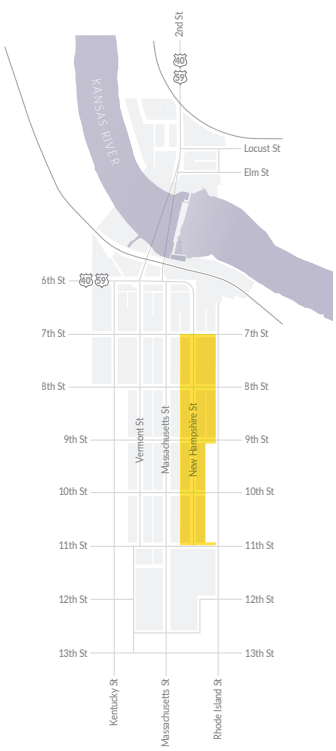 2nd St
40
59
KANSAS RIVER
Locust St
Elm St
6th St 40 59
7th St 7th St
8th St 8th St
Vermont St
Massachusetts St
New Hampshire St
9th St 9th St
10th St 10th St
11th St 11th St
12th St 12th St
13th St 13th St
Kentucky St
Massachusetts St
Rhode Island St